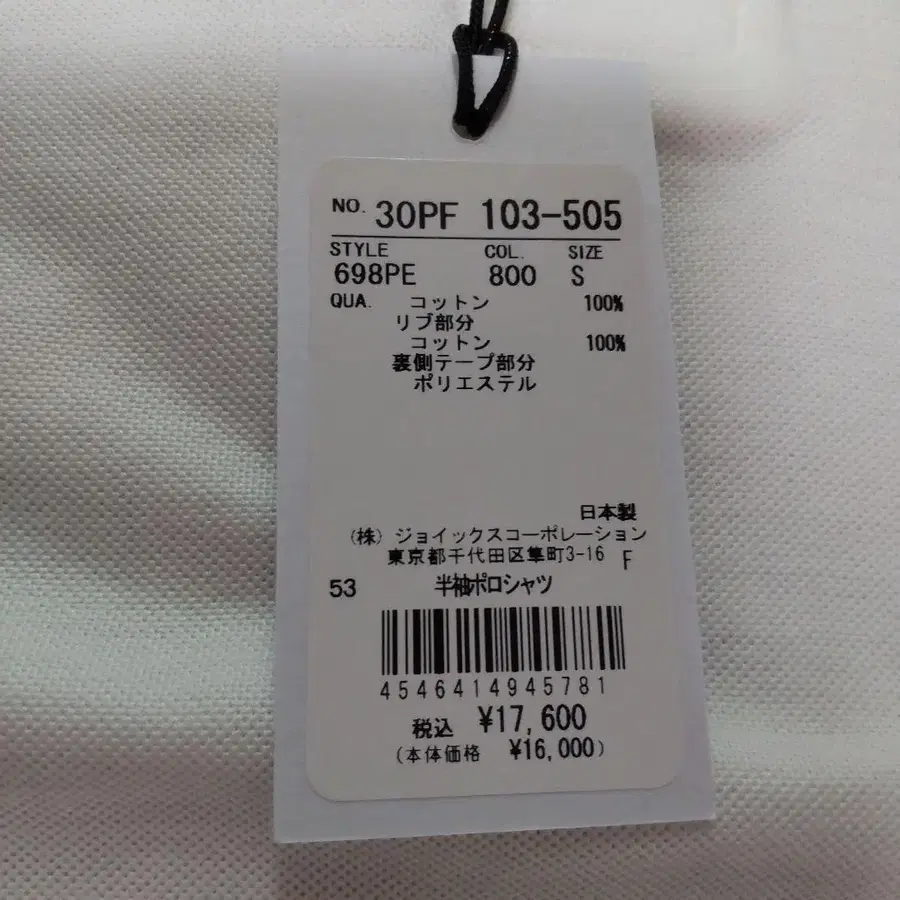 NO. 30PF 103-505
STYLE COL. SIZE
698PE 800 S
QUA. コットン 100%
リブ部分
コットン 100%
裏側テープ部分
ポリエステル
日本製
(株) ジョイックスコーポレーション
東京都千代田区隼町3-16 F
53 半袖ポロシャツ
4546414945781
税込 ¥17,600
(本体価格 ¥16,000)